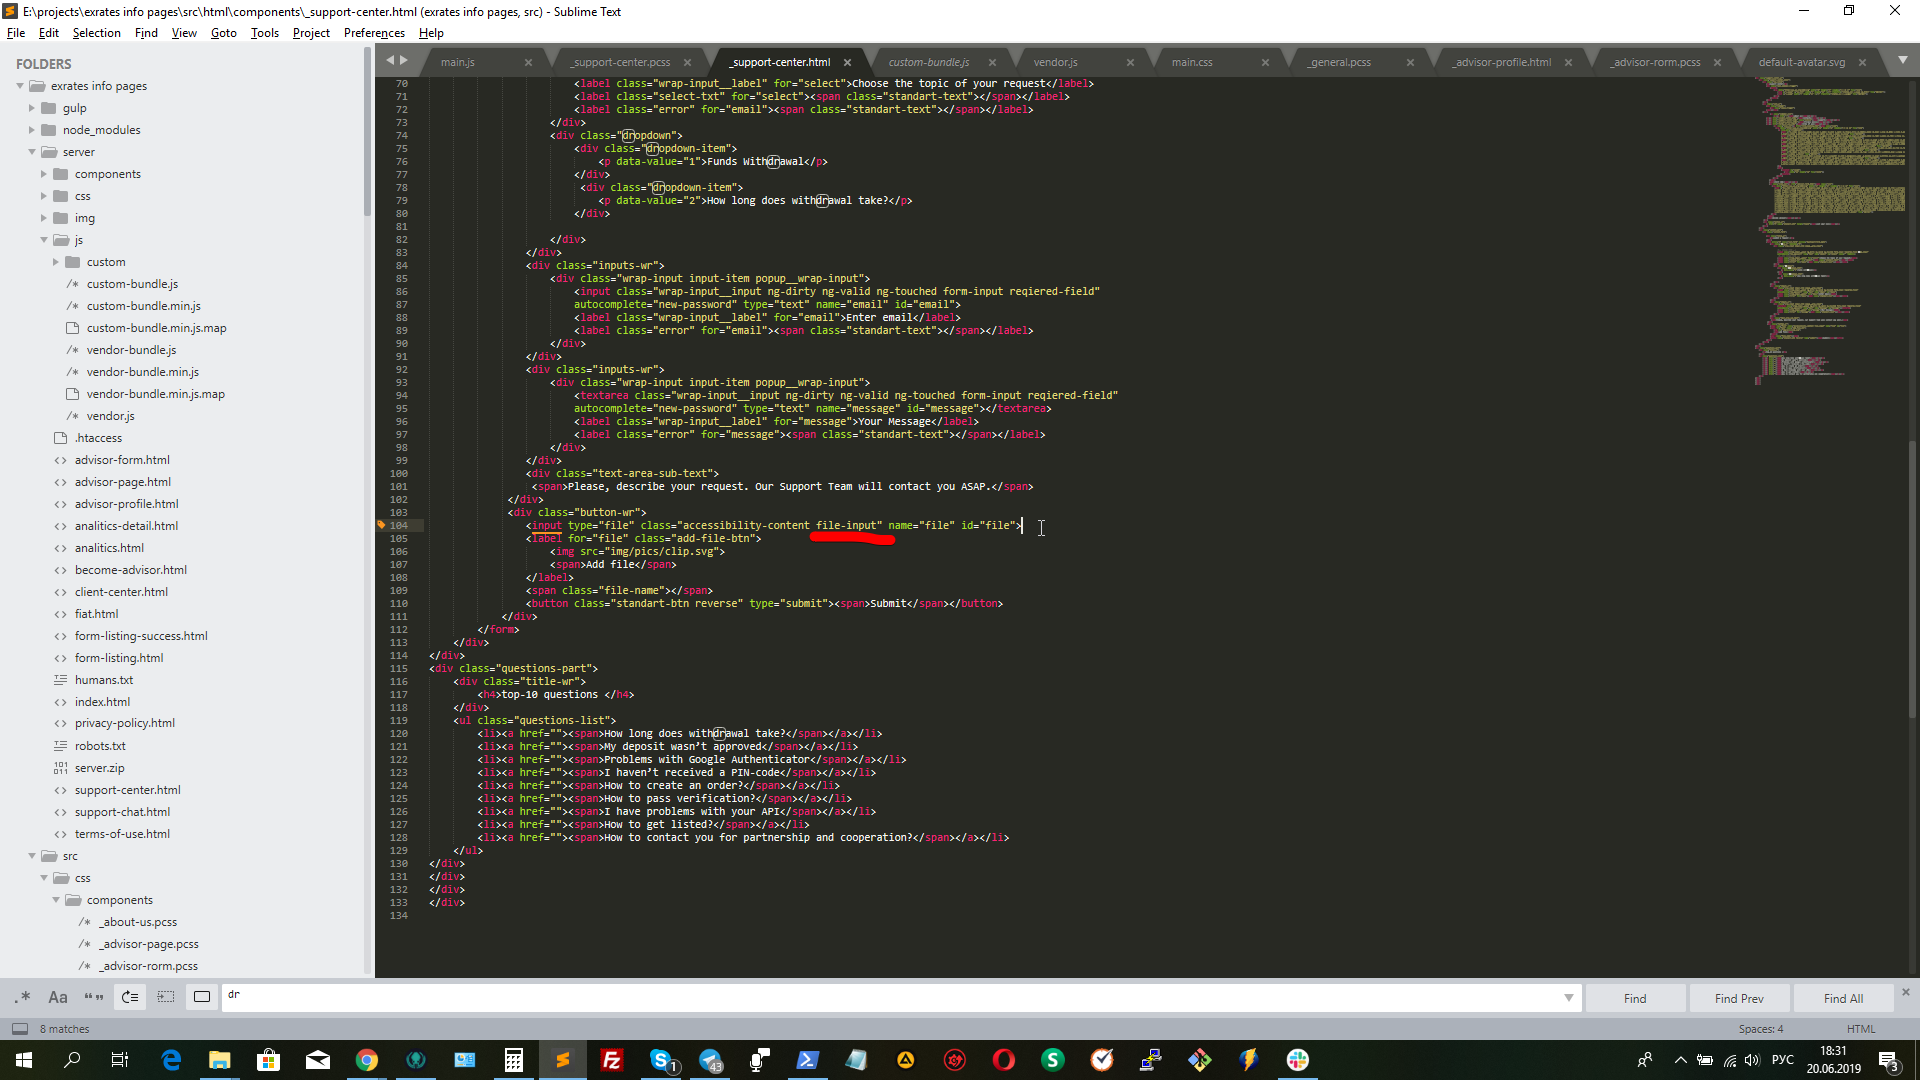 E:\projects\exrates info pages\src\html\components\_support-center.html (exrates info pages, src) - Sublime Text
File Edit Selection Find View Goto Tools Project Preferences Help
FOLDERS
exrates info pages
gulp
node_modules
server
components
css
img
js
custom
custom-bundle.js
custom-bundle.min.js
custom-bundle.min.js.map
vendor-bundle.js
vendor-bundle.min.js
vendor-bundle.min.js.map
vendor.js
.htaccess
advisor-form.html
advisor-page.html
advisor-profile.html
analitics-detail.html
analitics.html
become-advisor.html
client-center.html
fiat.html
form-listing-success.html
form-listing.html
humans.txt
index.html
privacy-policy.html
robots.txt
server.zip
support-center.html
support-chat.html
terms-of-use.html
src
css
components
_about-us.pcss
_advisor-page.pcss
_advisor-rorm.pcss
main.js _support-center.pcss _support-center.html custom-bundle.js vendor.js main.css _general.pcss _advisor-profile.html _advisor-rorm.pcss default-avatar.svg
70 <label class="wrap-input__label" for="select">Choose the topic of your request</label>
71 <label class="select-txt" for="select"><span class="standart-text"></span></label>
72 <label class="error" for="email"><span class="standart-text"></span></label>
73 </div>
74 <div class="dropdown">
75 <div class="dropdown-item">
76 <p data-value="1">Funds Withdrawal</p>
77 </div>
78 <div class="dropdown-item">
79 <p data-value="2">How long does withdrawal take?</p>
80 </div>
81
82 </div>
83 </div>
84 <div class="inputs-wr">
85 <div class="wrap-input input-item popup__wrap-input">
86 <input class="wrap-input__input ng-dirty ng-valid ng-touched form-input reqiered-field"
87 autocomplete="new-password" type="text" name="email" id="email">
88 <label class="wrap-input__label" for="email">Enter email</label>
89 <label class="error" for="email"><span class="standart-text"></span></label>
90 </div>
91 </div>
92 <div class="inputs-wr">
93 <div class="wrap-input input-item popup__wrap-input">
94 <textarea class="wrap-input__input ng-dirty ng-valid ng-touched form-input reqiered-field"
95 autocomplete="new-password" type="text" name="message" id="message"></textarea>
96 <label class="wrap-input__label" for="message">Your Message</label>
97 <label class="error" for="message"><span class="standart-text"></span></label>
98 </div>
99 </div>
100 <div class="text-area-sub-text">
101 <span>Please, describe your request. Our Support Team will contact you ASAP.</span>
102 </div>
103 <div class="button-wr">
104 <input type="file" class="accessibility-content file-input" name="file" id="file">
105 <label for="file" class="add-file-btn">
106 <img src="img/pics/clip.svg">
107 <span>Add file</span>
108 </label>
109 <span class="file-name"></span>
110 <button class="standart-btn reverse" type="submit"><span>Submit</span></button>
111 </div>
112 </form>
113 </div>
114 </div>
115 <div class="questions-part">
116 <div class="title-wr">
117 <h4>top-10 questions </h4>
118 </div>
119 <ul class="questions-list">
120 <li><a href=""><span>How long does withdrawal take?</span></a></li>
121 <li><a href=""><span>My deposit wasn’t approved</span></a></li>
122 <li><a href=""><span>Problems with Google Authenticator</span></a></li>
123 <li><a href=""><span>I haven’t received a PIN-code</span></a></li>
124 <li><a href=""><span>How to create an order?</span></a></li>
125 <li><a href=""><span>How to pass verification?</span></a></li>
126 <li><a href=""><span>I have problems with your API</span></a></li>
127 <li><a href=""><span>How to get listed?</span></a></li>
128 <li><a href=""><span>How to contact you for partnership and cooperation?</span></a></li>
129 </ul>
130 </div>
131 </div>
132 </div>
133 </div>
134
.* Aa “” dr Find Find Prev Find All
8 matches Spaces: 4 HTML
1 43 РУС 18:31
20.06.2019 3